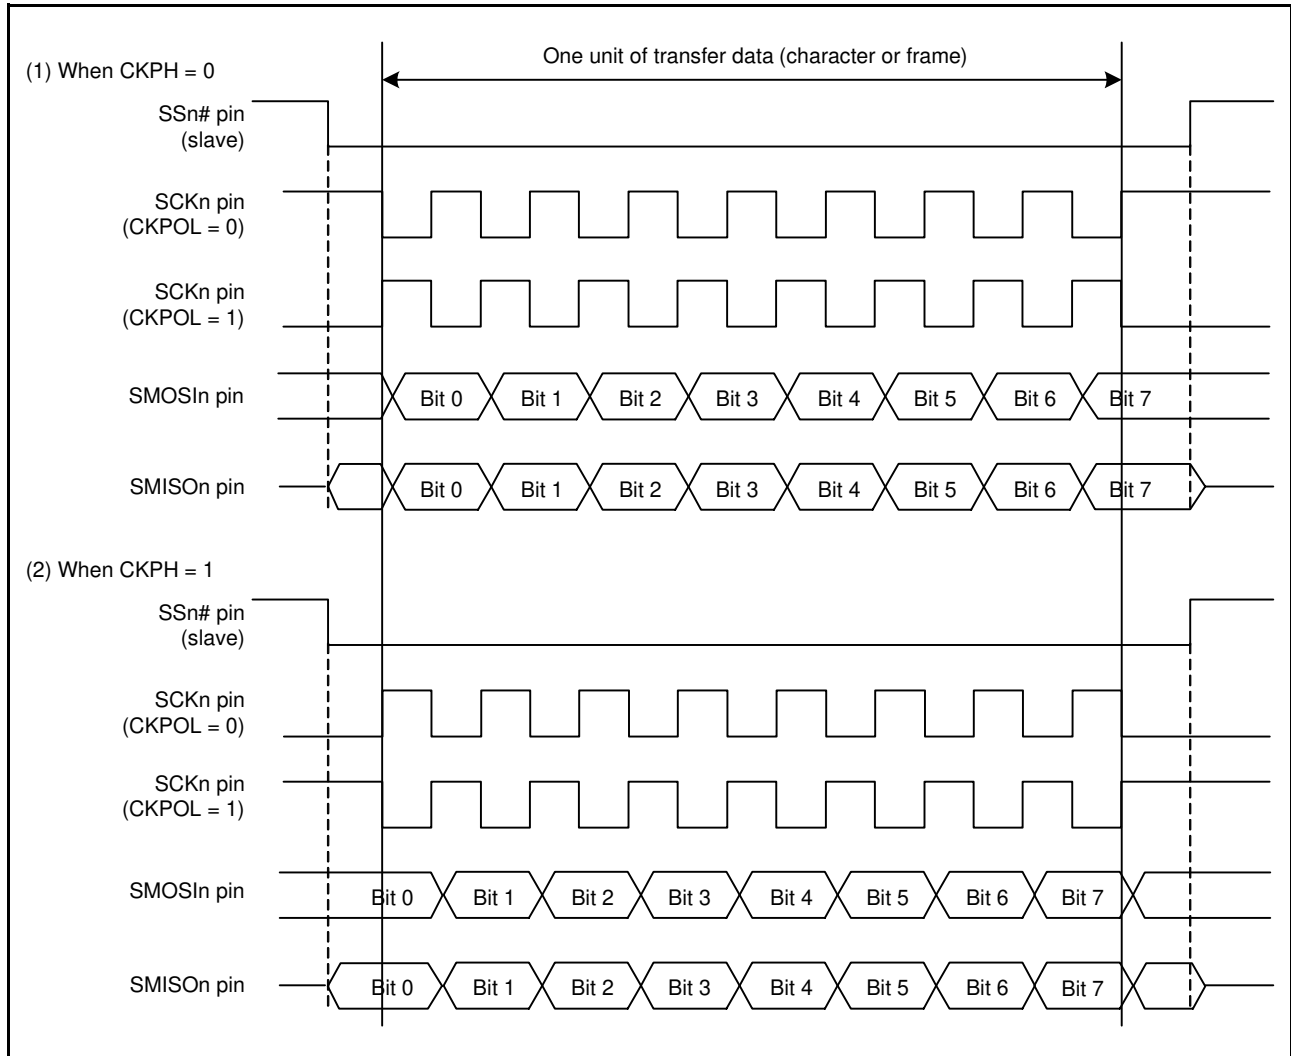 One unit of transfer data (character or frame)
(1) When CKPH = 0
SSn# pin
(slave)
SCKn pin
(CKPOL = 0)
SCKn pin
(CKPOL = 1)
SMOSIn pin
Bit 0 Bit 1 Bit 2 Bit 3 Bit 4 Bit 5 Bit 6 Bit 7
SMISOn pin
Bit 0 Bit 1 Bit 2 Bit 3 Bit 4 Bit 5 Bit 6 Bit 7
(2) When CKPH = 1
SSn# pin
(slave)
SCKn pin
(CKPOL = 0)
SCKn pin
(CKPOL = 1)
SMOSIn pin
Bit 0 Bit 1 Bit 2 Bit 3 Bit 4 Bit 5 Bit 6 Bit 7
SMISOn pin
Bit 0 Bit 1 Bit 2 Bit 3 Bit 4 Bit 5 Bit 6 Bit 7